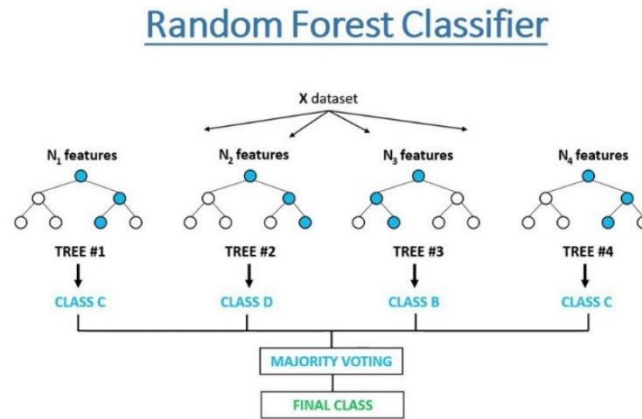 Random Forest Classifier
X dataset
N₁ features N₂ features N₃ features N₄ features
TREE #1 TREE #2 TREE #3 TREE #4
CLASS C CLASS D CLASS B CLASS C
MAJORITY VOTING
FINAL CLASS